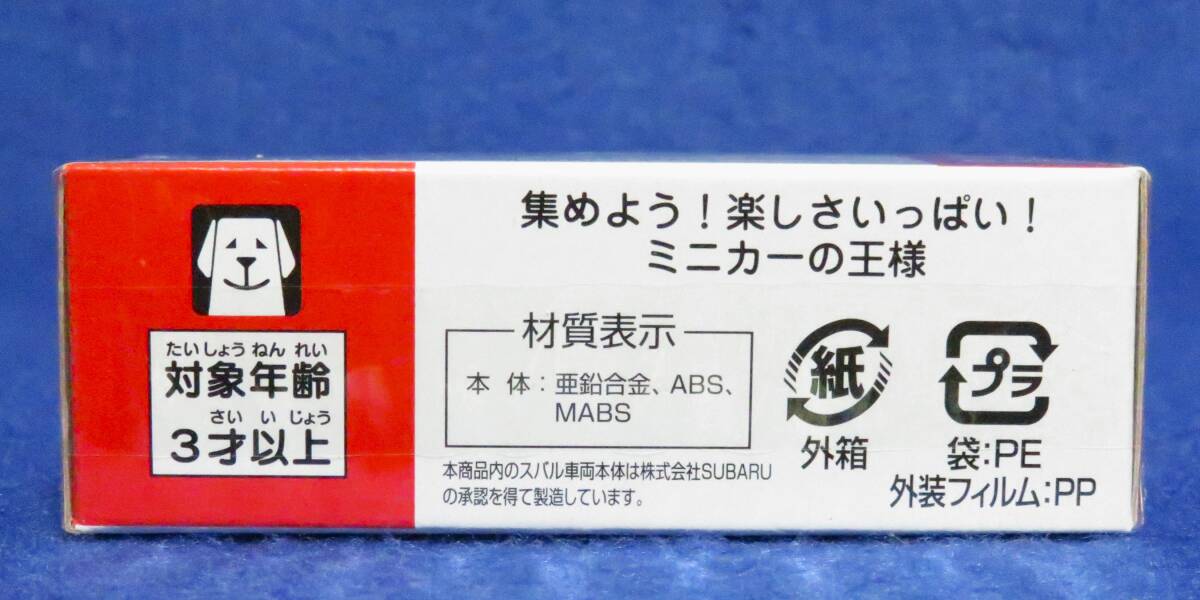 たいしょうねんれい
対象年齢
さいいじょう
3才以上
集めよう!楽しさいっぱい!
ミニカーの王様
材質表示
本体:亜鉛合金、ABS、
MABS
本商品内のスバル車両本体は株式会社SUBARU
の承認を得て製造しています。
紙
外箱
プラ
袋:PE
外装フィルム:PP